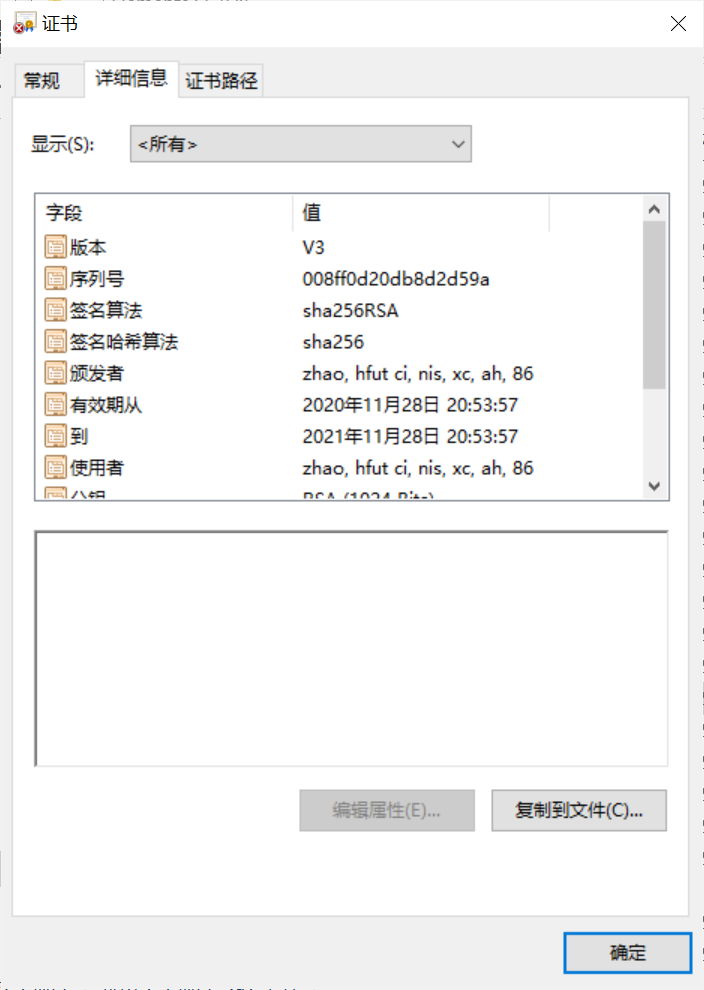 证书
常规 详细信息 证书路径
显示(S): <所有>
字段 值
版本 V3
序列号 008ff0d20db8d2d59a
签名算法 sha256RSA
签名哈希算法 sha256
颁发者 zhao, hfut ci, nis, xc, ah, 86
有效期从 2020年11月28日 20:53:57
到 2021年11月28日 20:53:57
使用者 zhao, hfut ci, nis, xc, ah, 86
公钥 RSA (1024 Bits)
编辑属性(E)... 复制到文件(C)...
确定